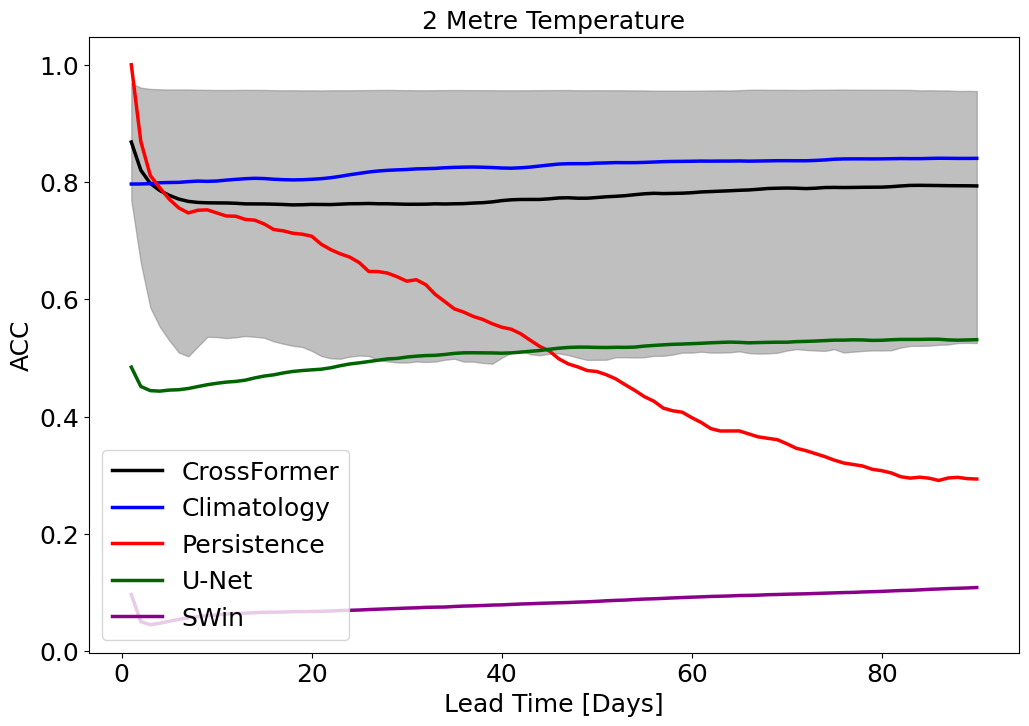 2 Metre Temperature
ACC
1.0
0.8
0.6
0.4
0.2
0.0
CrossFormer
Climatology
Persistence
U-Net
SWin
0
20
40
60
80
Lead Time [Days]